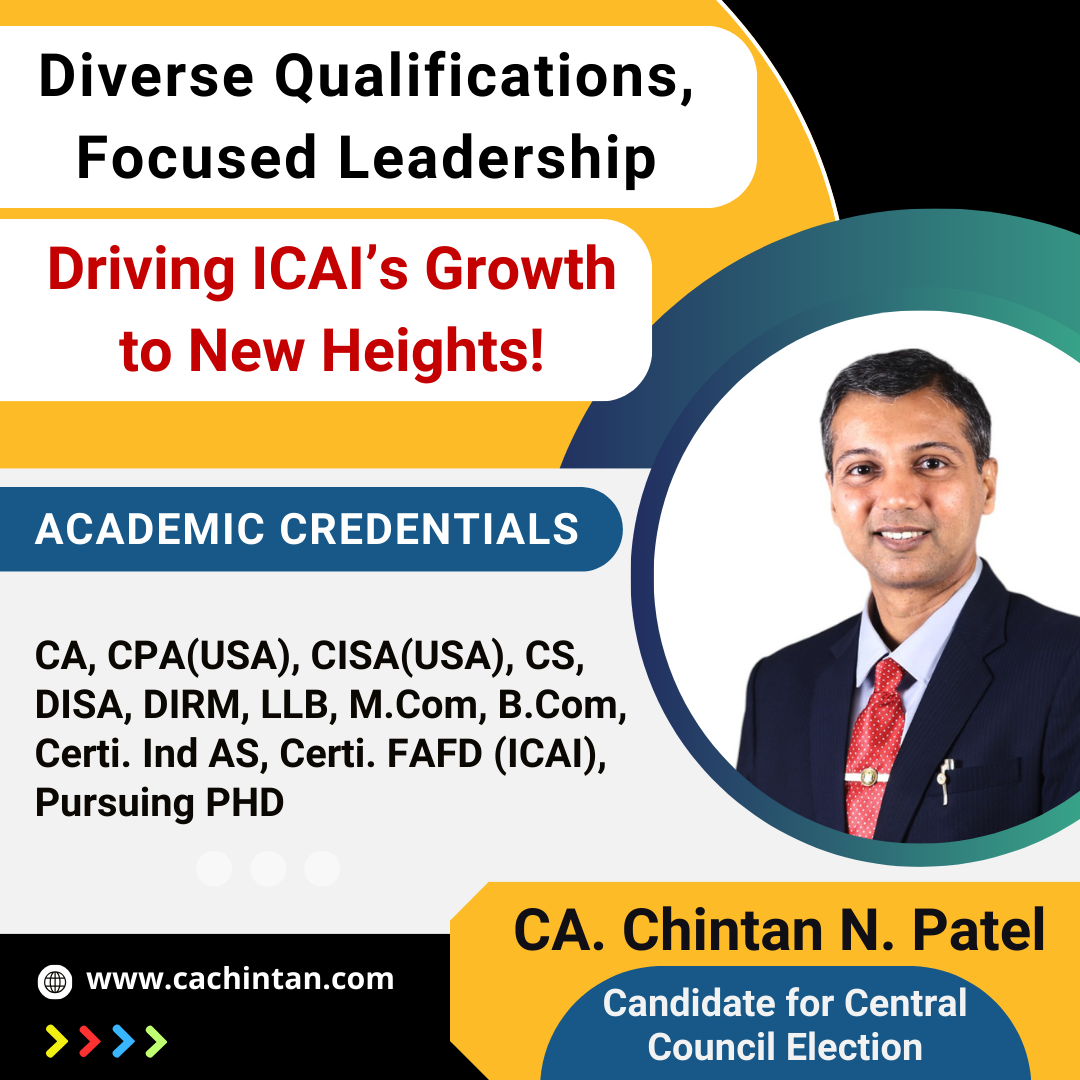 Diverse Qualifications,
Focused Leadership
Driving ICAI’s Growth
to New Heights!
ACADEMIC CREDENTIALS
CA, CPA(USA), CISA(USA), CS,
DISA, DIRM, LLB, M.Com, B.Com,
Certi. Ind AS, Certi. FAFD (ICAI),
Pursuing PHD
CA. Chintan N. Patel
Candidate for Central
Council Election
www.cachintan.com